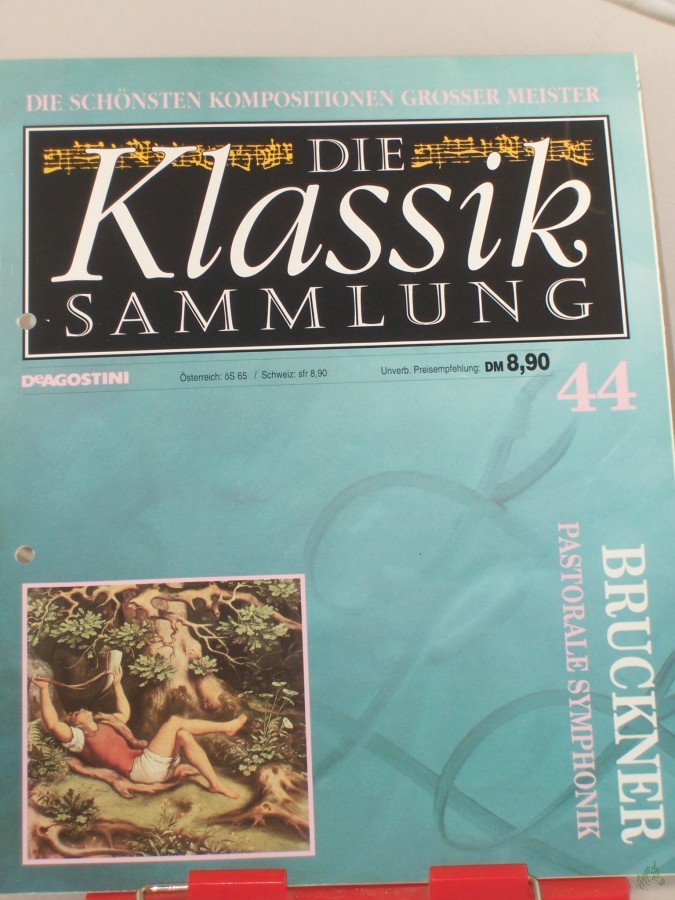 DIE SCHÖNSTEN KOMPOSITIONEN GROSSER MEISTER
DIE
Klassik
SAMMLUNG
DeAGOSTINI
Österreich: öS 65 / Schweiz: sfr 8,90
Unverb. Preisempfehlung: DM 8,90
44
BRUCKNER
PASTORALE SYMPHONIK